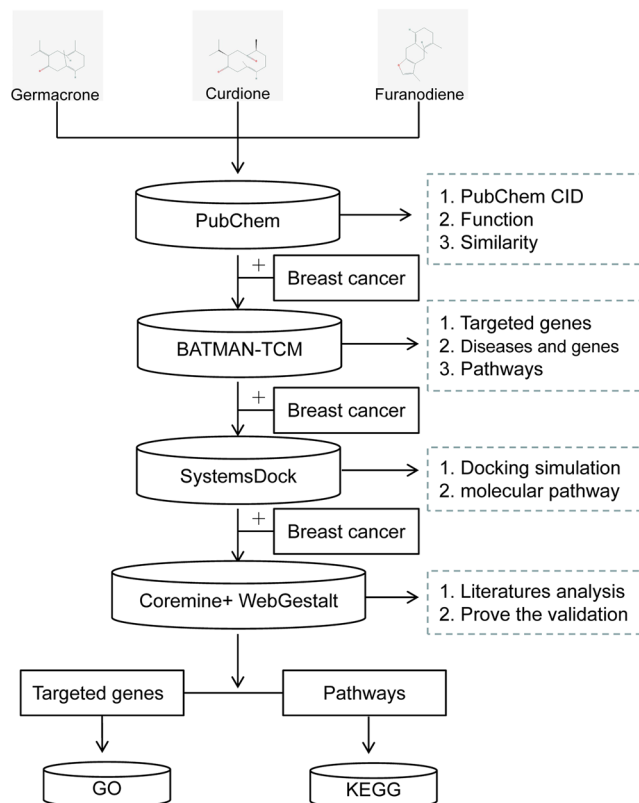 Germacrone
Curdione
Furanodiene
PubChem
1. PubChem CID
2. Function
3. Similarity
+
Breast cancer
BATMAN-TCM
1. Targeted genes
2. Diseases and genes
3. Pathways
+
Breast cancer
SystemsDock
1. Docking simulation
2. molecular pathway
+
Breast cancer
Coremine+ WebGestalt
1. Literatures analysis
2. Prove the validation
Targeted genes
Pathways
GO
KEGG